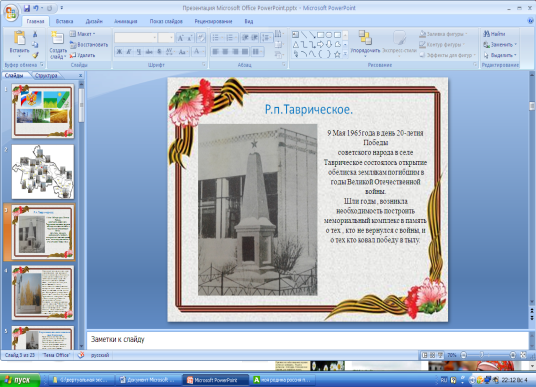 Презентация Microsoft Office PowerPoint.pptx - Microsoft PowerPoint
Главная Вставка Дизайн Анимация Показ слайдов Рецензирование Вид
Вставить
Создать слайд
Макет
Восстановить
Удалить
Упорядочить Экспресс-стили
Заливка фигуры
Контур фигуры
Эффекты для фигур
Найти
Заменить
Выделить
Буфер обмена Слайды Шрифт Абзац Рисование Редактирование
Слайды Структура
1
2
3
4
5
Р.п.Таврическое.
9 Мая 1965года в день 20-летия
Победы
советского народа в селе
Таврическое состоялось открытие
обелиска землякам погибшим в
годы Великой Отечественной
войны.
Шли годы , возникла
необходимость построить
мемориальный комплекс в память
о тех , кто не вернулся с войны, и
о тех кто ковал победу в тылу.
Заметки к слайду
Слайд 3 из 23 "Тема Office" русский 70%
пуск Документ Microsoft ... Microsoft PowerPoint моя родина россия п... RU 22:12